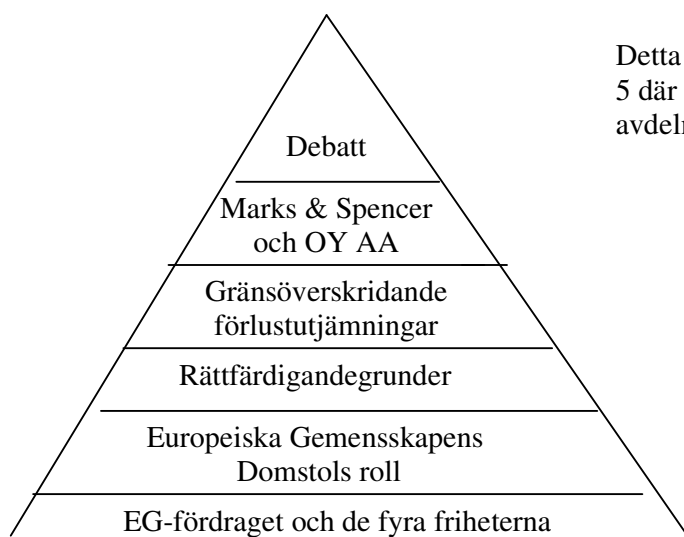 Detta
5 där
Debatt
Marks & Spencer
och OY AA
Gränsöverskridande
förlustutjämningar
Rättfärdigandegrunder
Europeiska Gemensskapens
Domstols roll
EG-fördraget och de fyra friheterna